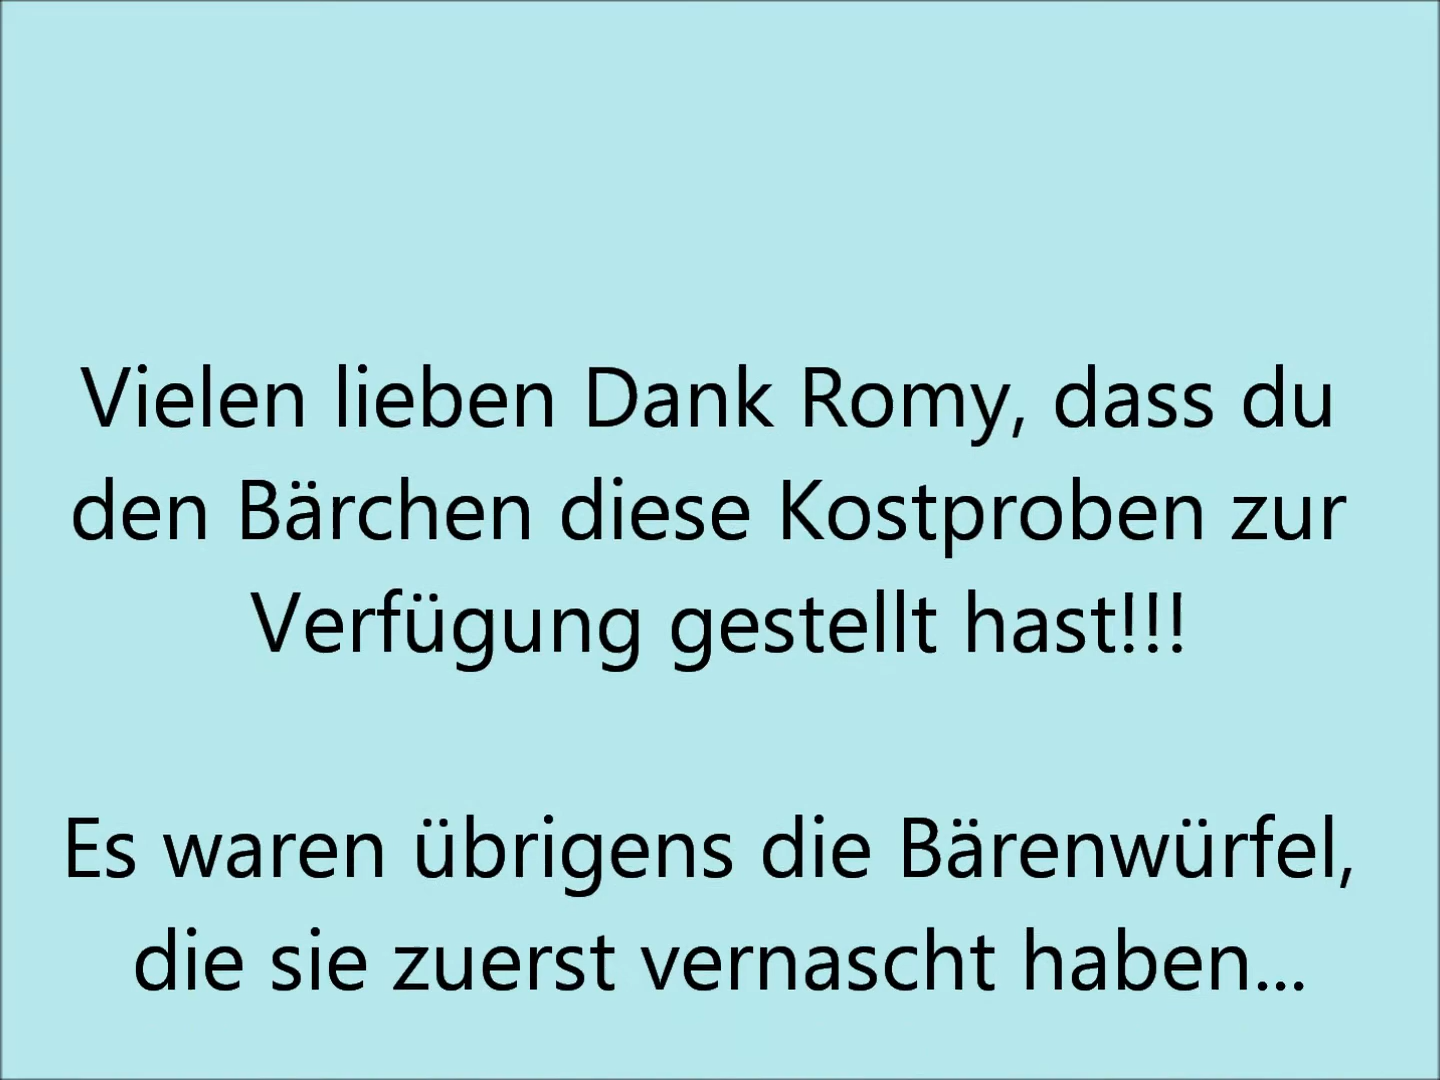 Vielen lieben Dank Romy, dass du
den Bärchen diese Kostproben zur
Verfügung gestellt hast!!!
Es waren übrigens die Bärenwürfel,
die sie zuerst vernascht haben...